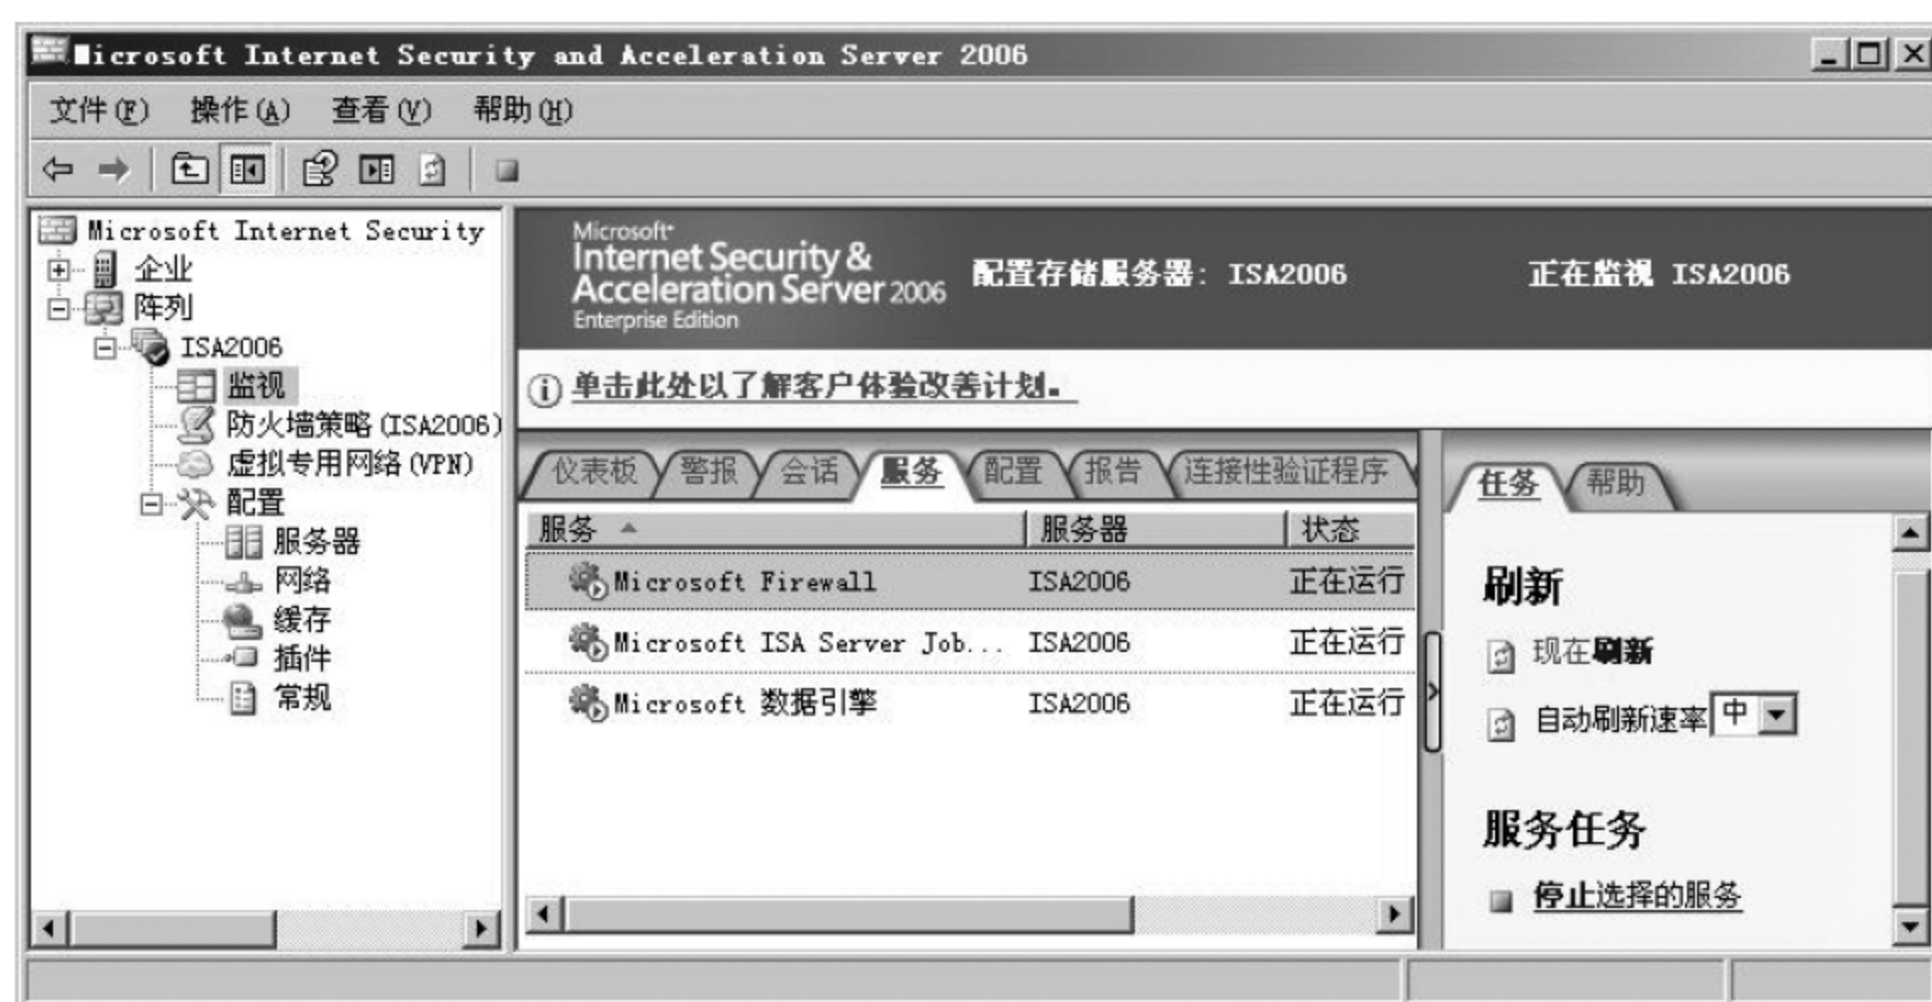 Microsoft Internet Security and Acceleration Server 2006
文件(F) 操作(A) 查看(V) 帮助(H)
Microsoft Internet Security
企业
阵列
ISA2006
监视
防火墙策略(ISA2006)
虚拟专用网络(VPN)
配置
服务器
网络
缓存
插件
常规
Microsoft
Internet Security &
Acceleration Server 2006
Enterprise Edition
配置存储服务器: ISA2006 正在监视 ISA2006
单击此处以了解客户体验改善计划。
仪表板 警报 会话 服务 配置 报告 连接性验证程序
服务 服务器 状态
Microsoft Firewall ISA2006 正在运行
Microsoft ISA Server Job... ISA2006 正在运行
Microsoft 数据引擎 ISA2006 正在运行
任务 帮助
刷新
现在刷新
自动刷新速率 中
服务任务
停止选择的服务